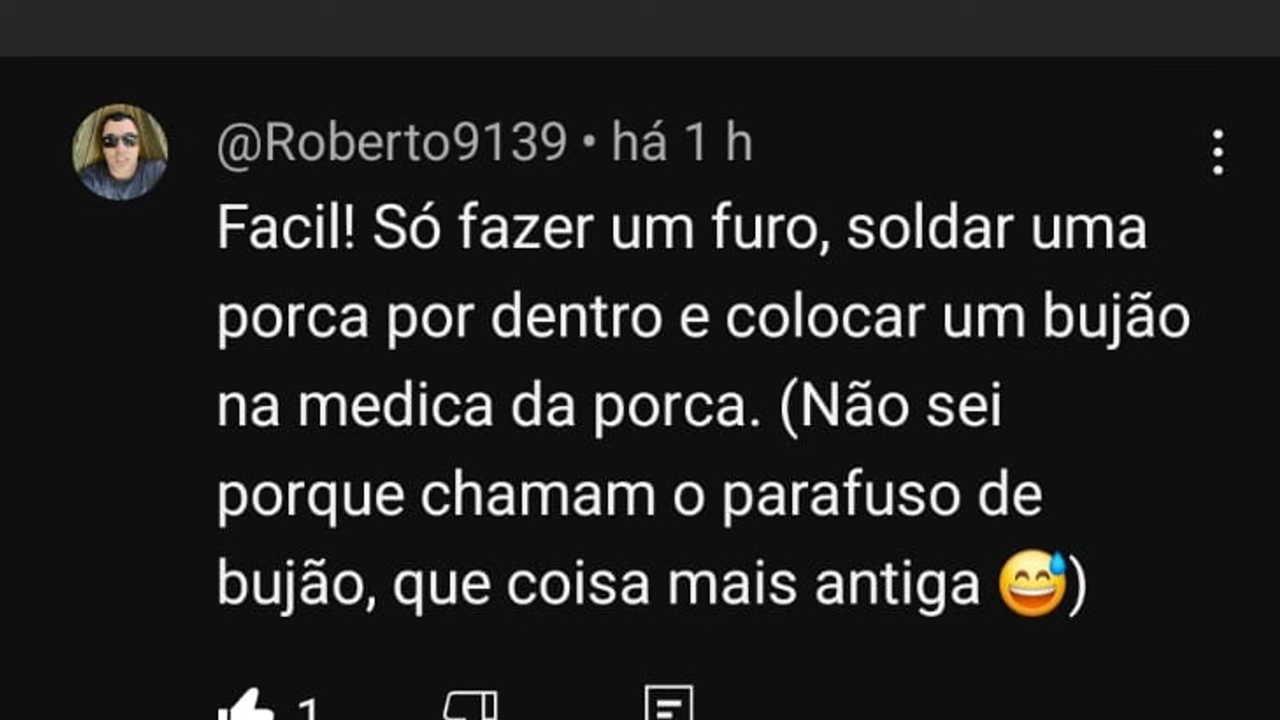 @Roberto9139 • há 1 h
Facil! Só fazer um furo, soldar uma
porca por dentro e colocar um bujão
na medica da porca. (Não sei
porque chamam o parafuso de
bujão, que coisa mais antiga 😅)
1